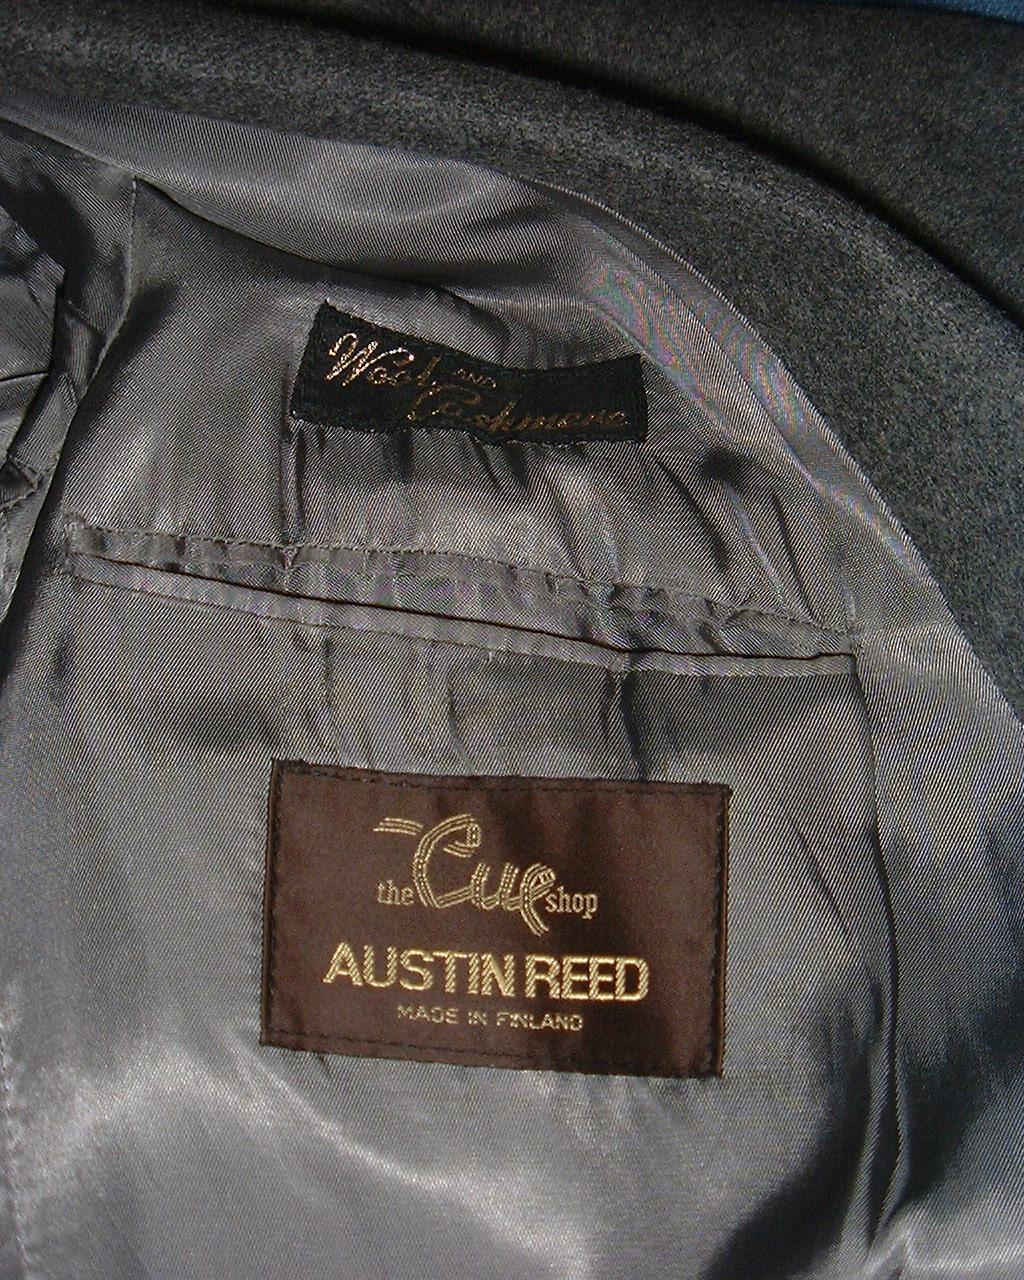 Wool AND
Cashmere
the Cue shop
AUSTIN REED
MADE IN FINLAND